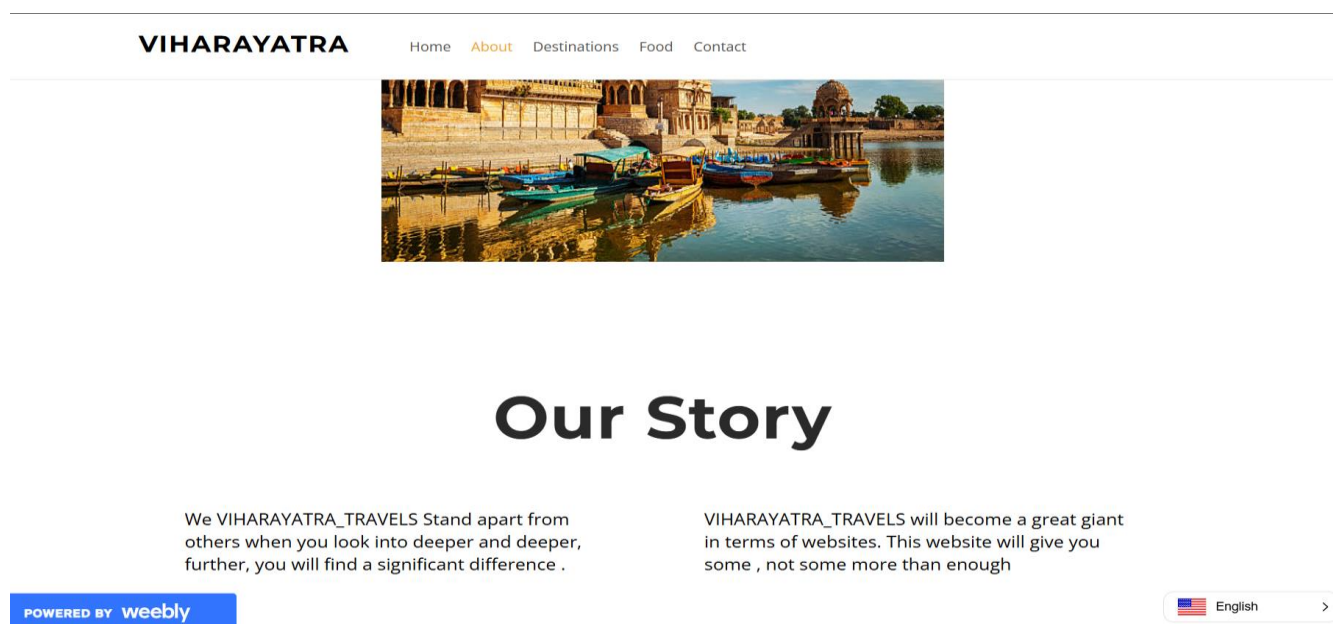 VIHARAYATRA
Home About Destinations Food Contact
Our Story
We VIHARAYATRA_TRAVELS Stand apart from
others when you look into deeper and deeper,
further, you will find a significant difference .
VIHARAYATRA_TRAVELS will become a great giant
in terms of websites. This website will give you
some , not some more than enough
POWERED BY weebly
English